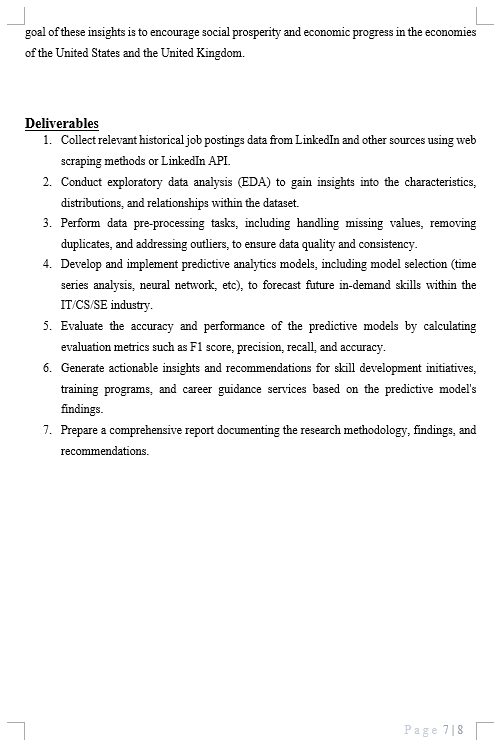 goal of these insights is to encourage social prosperity and economic progress in the economies
of the United States and the United Kingdom.
Deliverables
1. Collect relevant historical job postings data from LinkedIn and other sources using web
scraping methods or LinkedIn API.
2. Conduct exploratory data analysis (EDA) to gain insights into the characteristics,
distributions, and relationships within the dataset.
3. Perform data pre-processing tasks, including handling missing values, removing
duplicates, and addressing outliers, to ensure data quality and consistency.
4. Develop and implement predictive analytics models, including model selection (time
series analysis, neural network, etc), to forecast future in-demand skills within the
IT/CS/SE industry.
5. Evaluate the accuracy and performance of the predictive models by calculating
evaluation metrics such as F1 score, precision, recall, and accuracy.
6. Generate actionable insights and recommendations for skill development initiatives,
training programs, and career guidance services based on the predictive model's
findings.
7. Prepare a comprehensive report documenting the research methodology, findings, and
recommendations.
Page 7|8